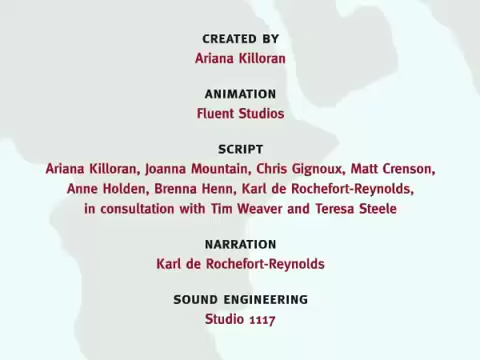 CREATED BY
Ariana Killoran
ANIMATION
Fluent Studios
SCRIPT
Ariana Killoran, Joanna Mountain, Chris Gignoux, Matt Crenson,
Anne Holden, Brenna Henn, Karl de Rochefort-Reynolds,
in consultation with Tim Weaver and Teresa Steele
NARRATION
Karl de Rochefort-Reynolds
SOUND ENGINEERING
Studio 1117